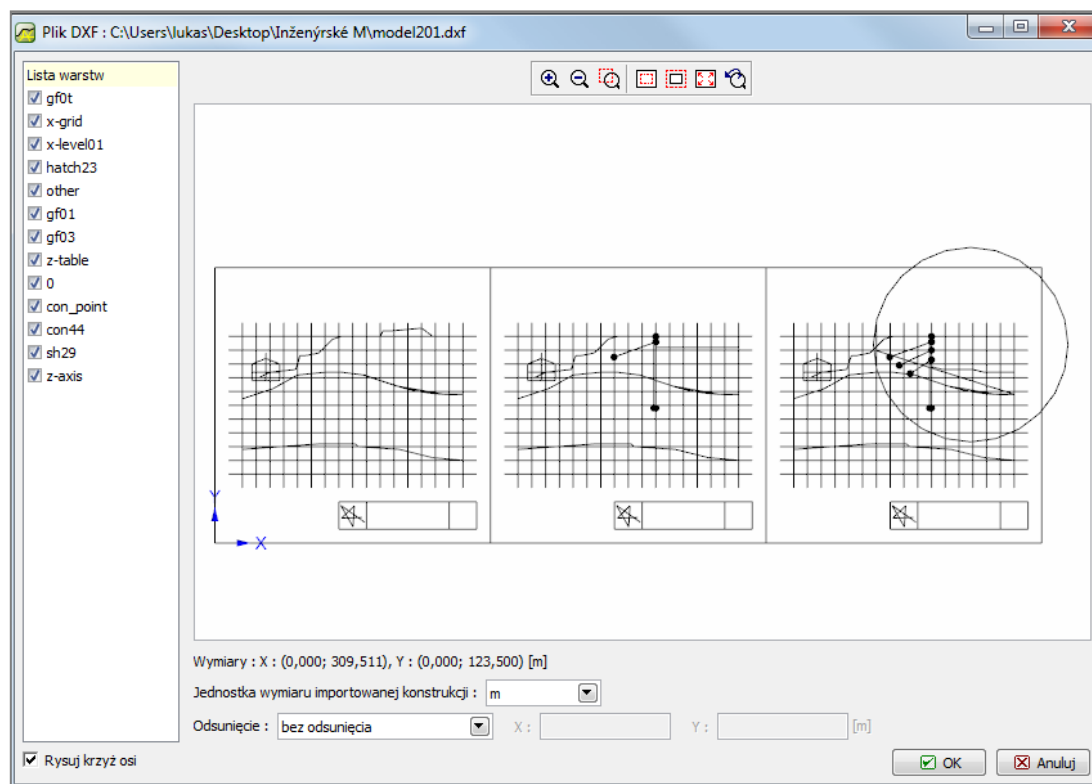 Plik DXF : C:\Users\lukas\Desktop\Inženýrské M\model201.dxf
Lista warstw
gf0t
x-grid
x-level01
hatch23
other
gf01
gf03
z-table
0
con_point
con44
sh29
z-axis
Y
X
Wymiary : X : (0,000; 309,511), Y : (0,000; 123,500) [m]
Jednostka wymiaru importowanej konstrukcji : m
Odsunięcie : bez odsunięcia X : Y : [m]
Rysuj krzyż osi OK Anuluj